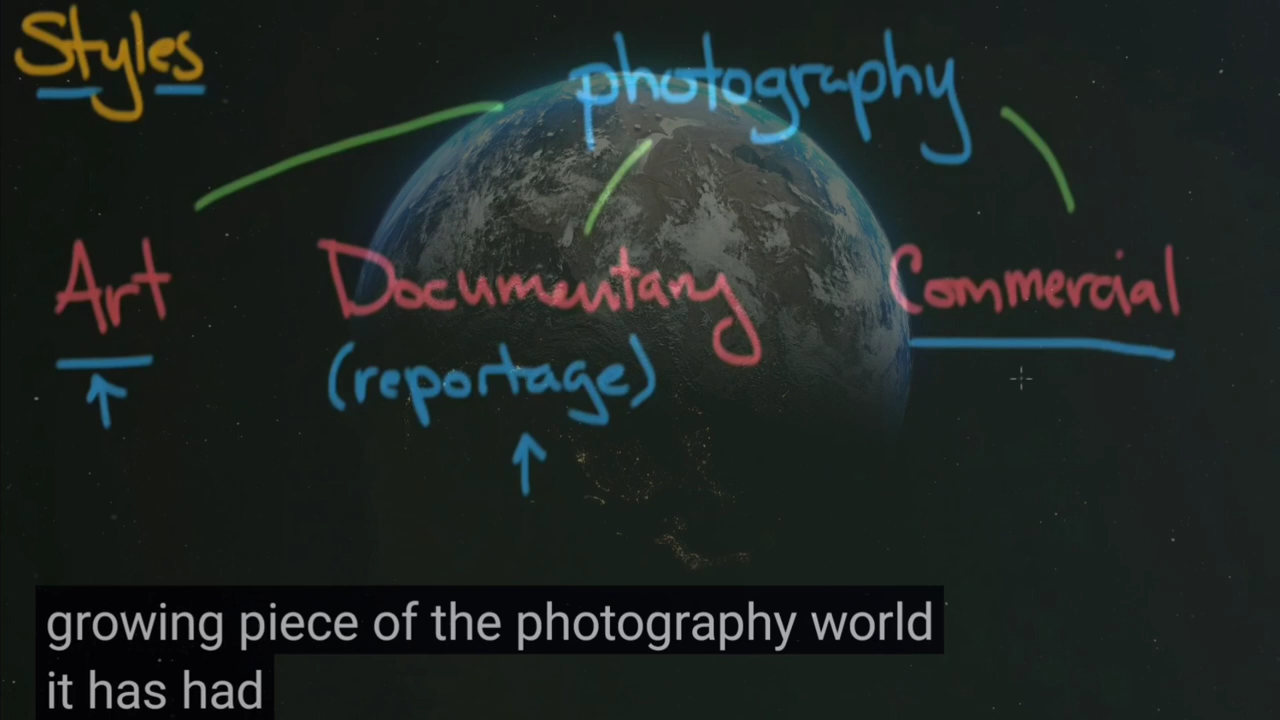 Styles
photography
Art
Documentary
Commercial
(reportage)
growing piece of the photography world
it has had